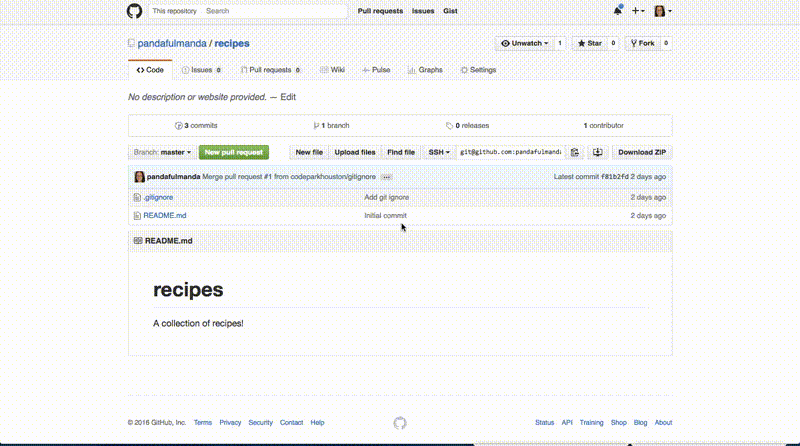 This repository Search Pull requests Issues Gist
pandafulmanda / recipes Unwatch 1 Star 0 Fork 0
Code Issues 0 Pull requests 0 Wiki Pulse Graphs Settings
No description or website provided. — Edit
3 commits 1 branch 0 releases 1 contributor
Branch: master New pull request New file Upload files Find file SSH git@github.com:pandafulmanda Download ZIP
pandafulmanda Merge pull request #1 from codeparkhouston/gitignore ... Latest commit f81b2fd 2 days ago
.gitignore Add git ignore 2 days ago
README.md Initial commit 2 days ago
README.md
recipes
A collection of recipes!
© 2016 GitHub, Inc. Terms Privacy Security Contact Help Status API Training Shop Blog About